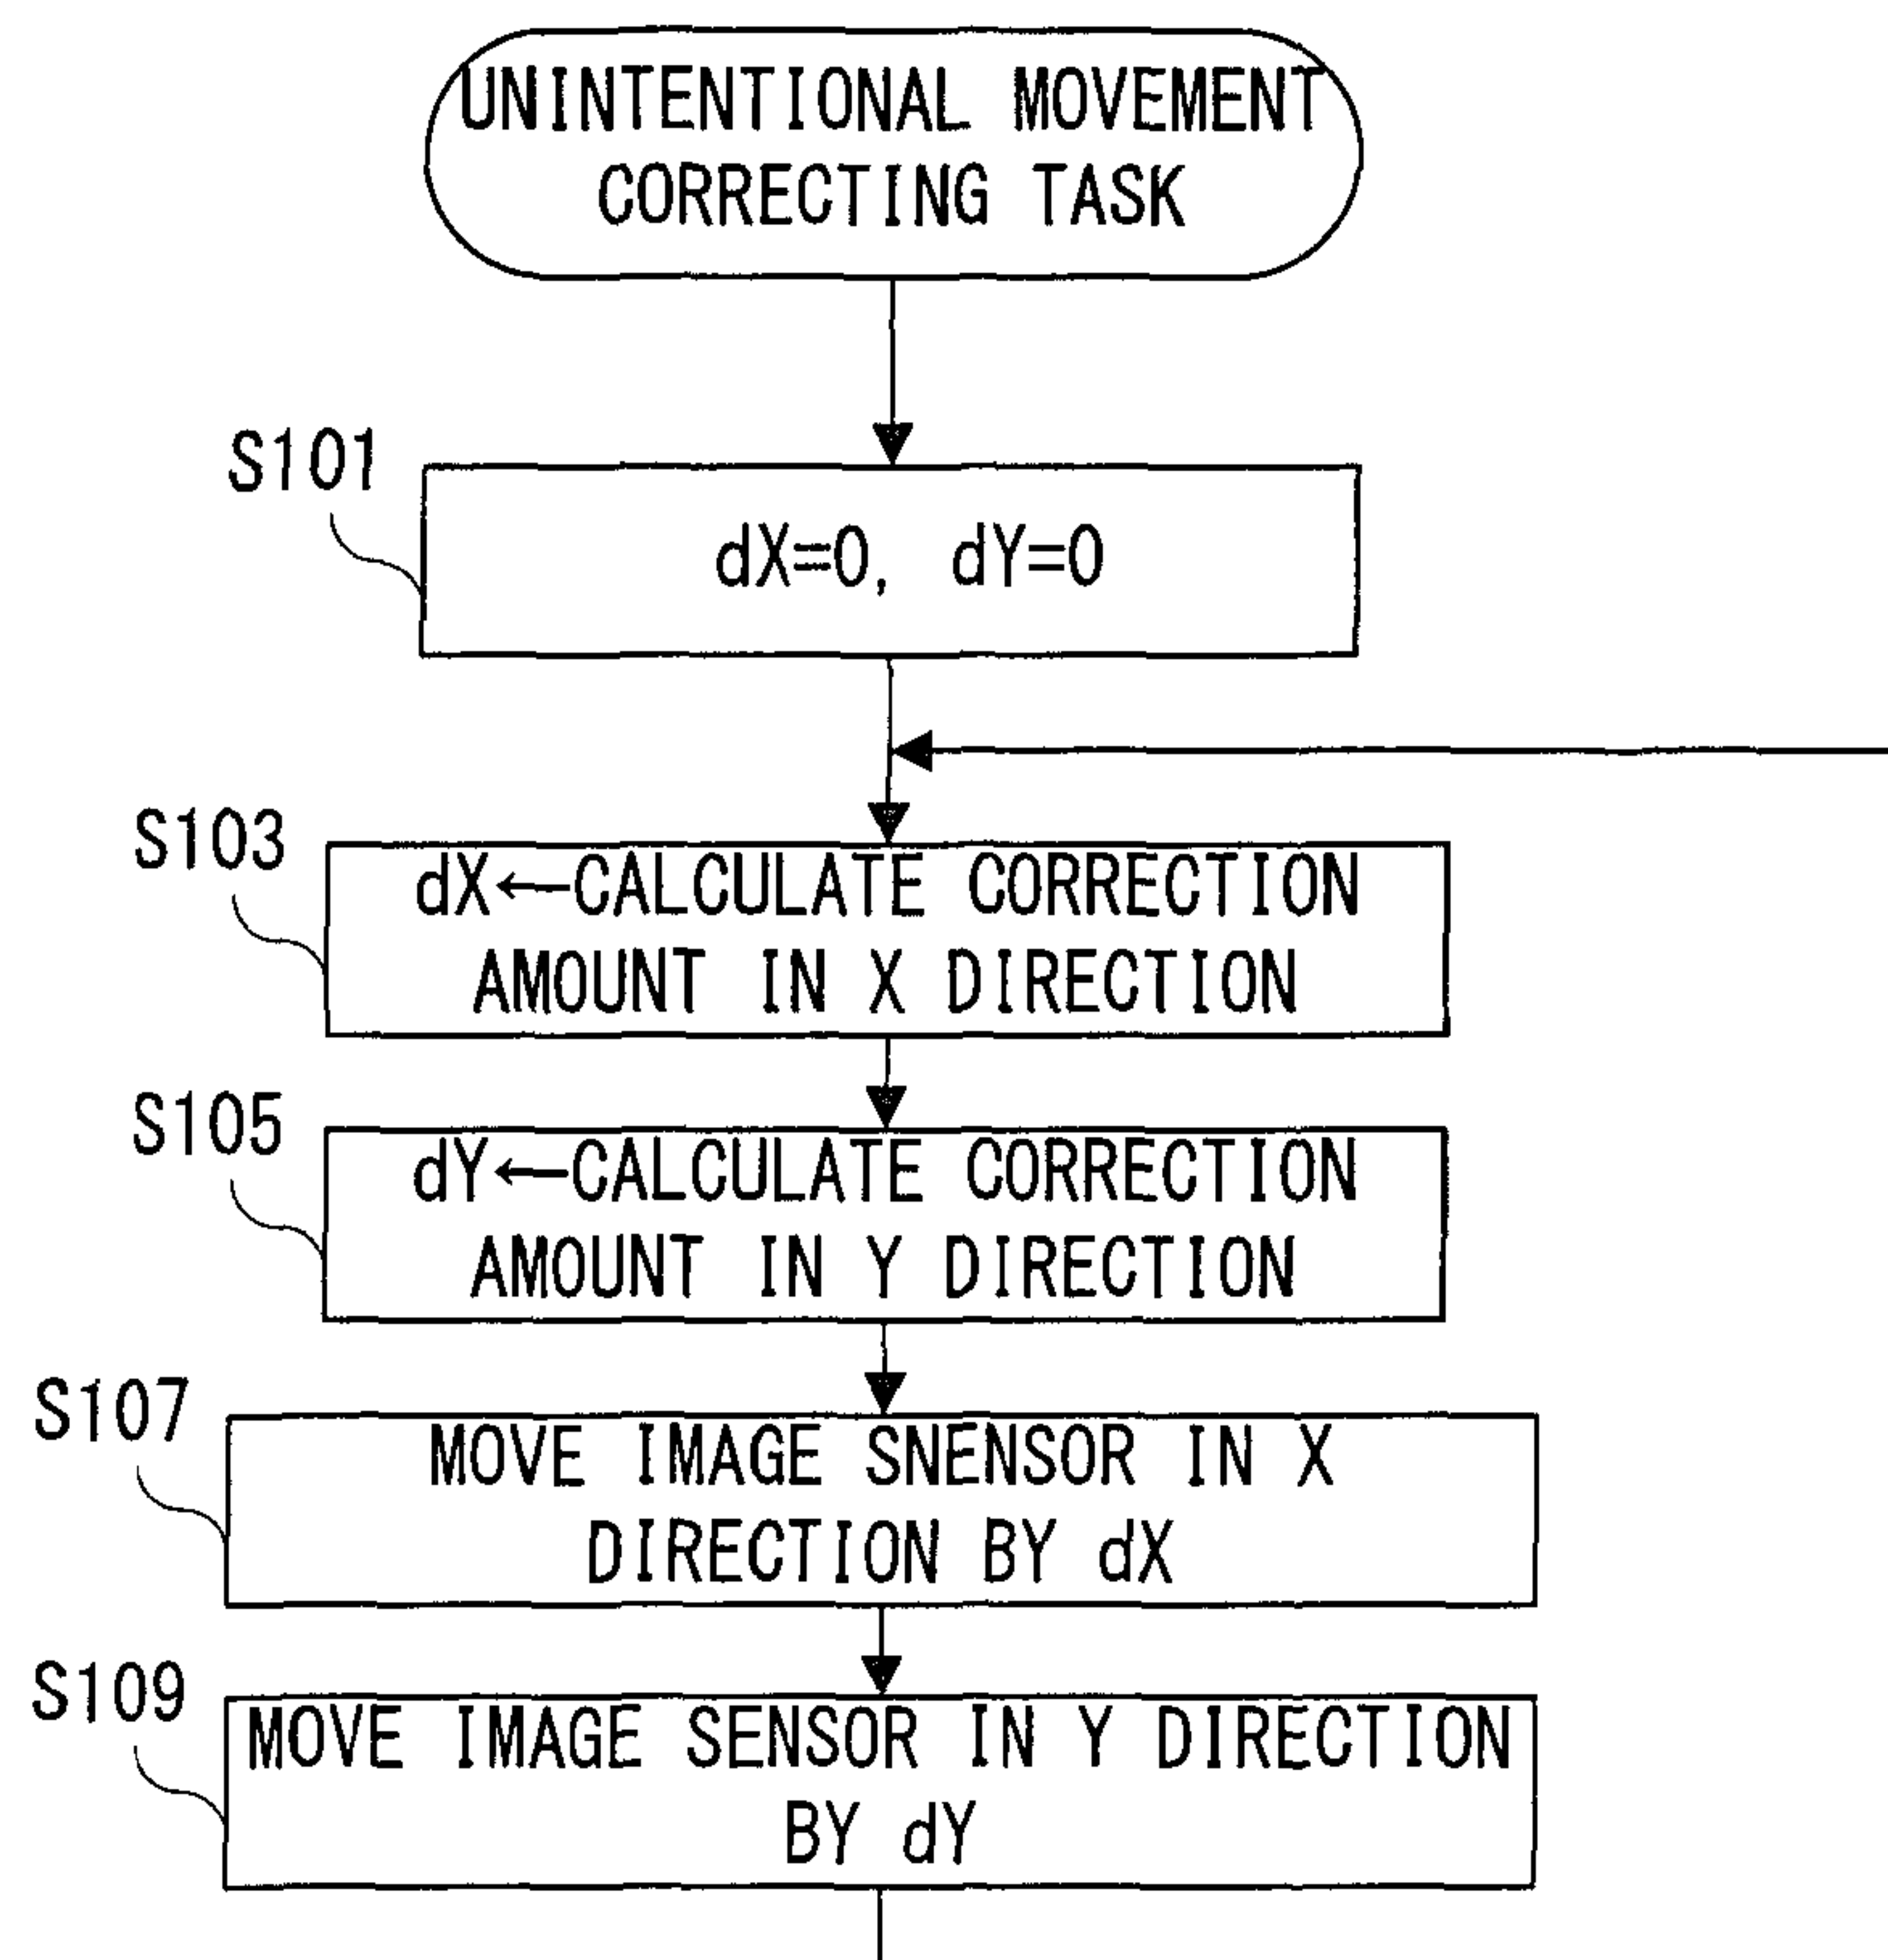 UNINTENTIONAL MOVEMENT
CORRECTING TASK
S101
dX=0, dY=0
S103
dX←CALCULATE CORRECTION
AMOUNT IN X DIRECTION
S105
dY←CALCULATE CORRECTION
AMOUNT IN Y DIRECTION
S107
MOVE IMAGE SNENSOR IN X
DIRECTION BY dX
S109
MOVE IMAGE SENSOR IN Y DIRECTION
BY dY